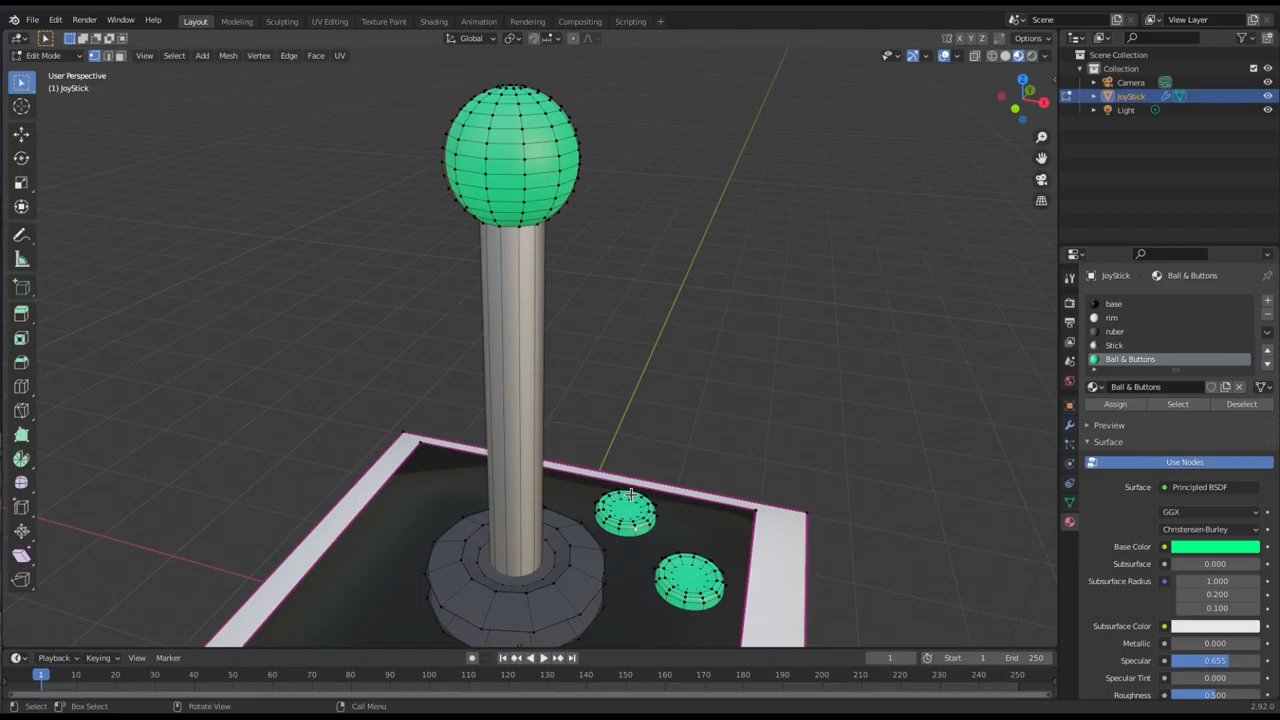 File Edit Render Window Help Layout Modeling Sculpting UV Editing Texture Paint Shading Animation Rendering Compositing Scripting Scene View Layer
Global Options
Edit Mode View Select Add Mesh Vertex Edge Face UV X Y Z
User Perspective
(1) JoyStick
Scene Collection
Collection
Camera
JoyStick
Light
X
Y
Z
JoyStick Ball & Buttons
base
rim
ruber
Stick
Ball & Buttons
Ball & Buttons
Assign Select Deselect
Preview
Surface
Use Nodes
Surface Principled BSDF
GGX
Christensen-Burley
Base Color
Subsurface 0.000
Subsurface Radius 1.000
0.200
0.100
Subsurface Color
Metallic 0.000
Specular 0.655
Specular Tint 0.000
Roughness 0.500
Playback Keying View Marker 1 Start 1 End 250
1 10 20 30 40 50 60 70 80 90 100 110 120 130 140 150 160 170 180 190 200 210 220 230 240 250
Select Box Select Rotate View Call Menu 2.92.0